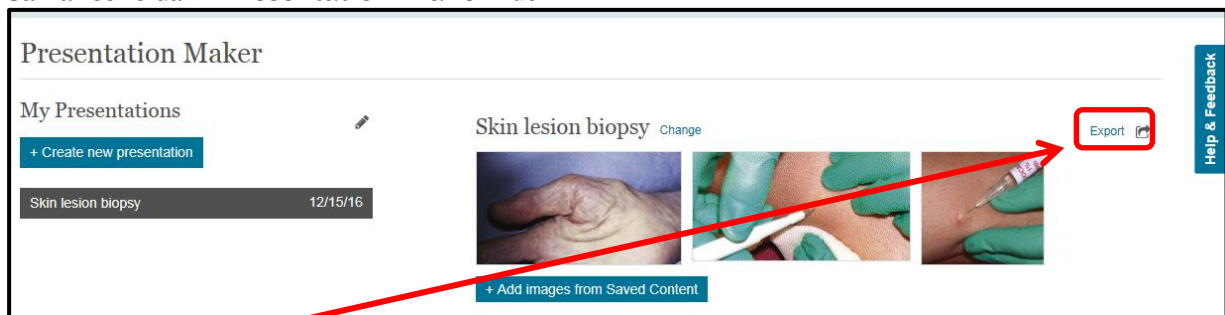 Presentation Maker
My Presentations
+ Create new presentation
Skin lesion biopsy 12/15/16
Skin lesion biopsy Change
Export
+ Add images from Saved Content
Help & Feedback